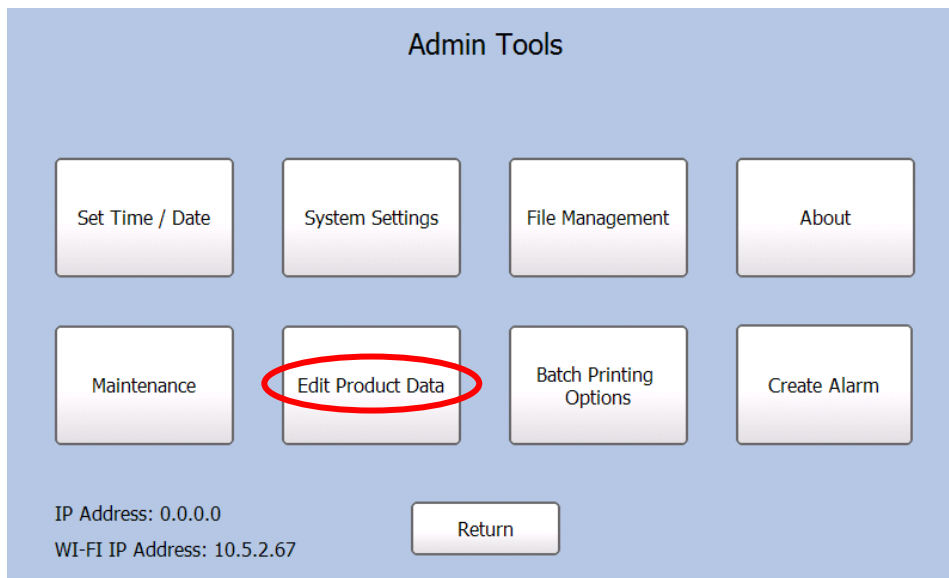 Admin Tools
Set Time / Date
System Settings
File Management
About
Maintenance
Edit Product Data
Batch Printing
Options
Create Alarm
IP Address: 0.0.0.0
WI-FI IP Address: 10.5.2.67
Return